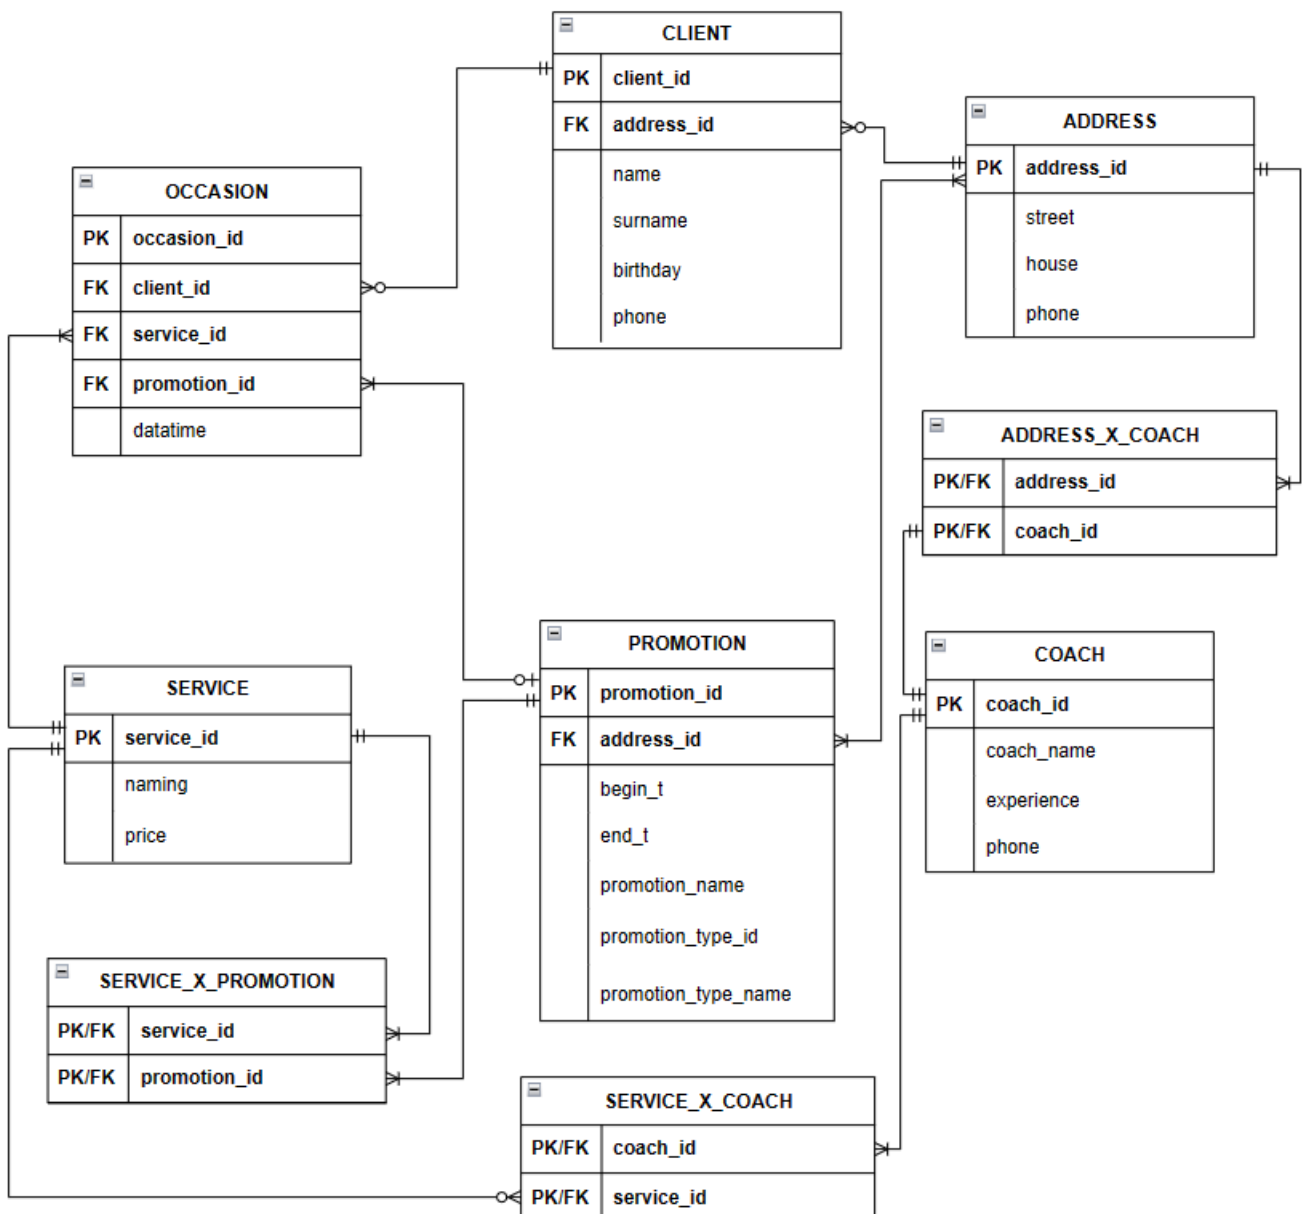 CLIENT
PK client_id
FK address_id
name
surname
birthday
phone
ADDRESS
PK address_id
street
house
phone
OCCASION
PK occasion_id
FK client_id
FK service_id
FK promotion_id
datatime
ADDRESS_X_COACH
PK/FK address_id
PK/FK coach_id
PROMOTION
PK promotion_id
FK address_id
begin_t
end_t
promotion_name
promotion_type_id
promotion_type_name
COACH
PK coach_id
coach_name
experience
phone
SERVICE
PK service_id
naming
price
SERVICE_X_PROMOTION
PK/FK service_id
PK/FK promotion_id
SERVICE_X_COACH
PK/FK coach_id
PK/FK service_id